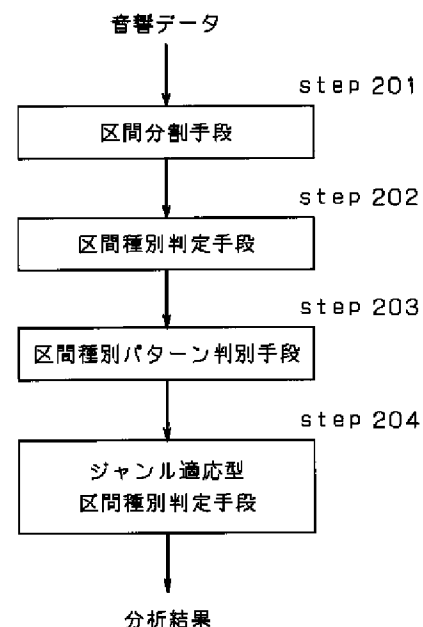 音響データ
step 201
区間分割手段
step 202
区間種別判定手段
step 203
区間種別パターン判別手段
step 204
ジャンル適応型
区間種別判定手段
分析結果